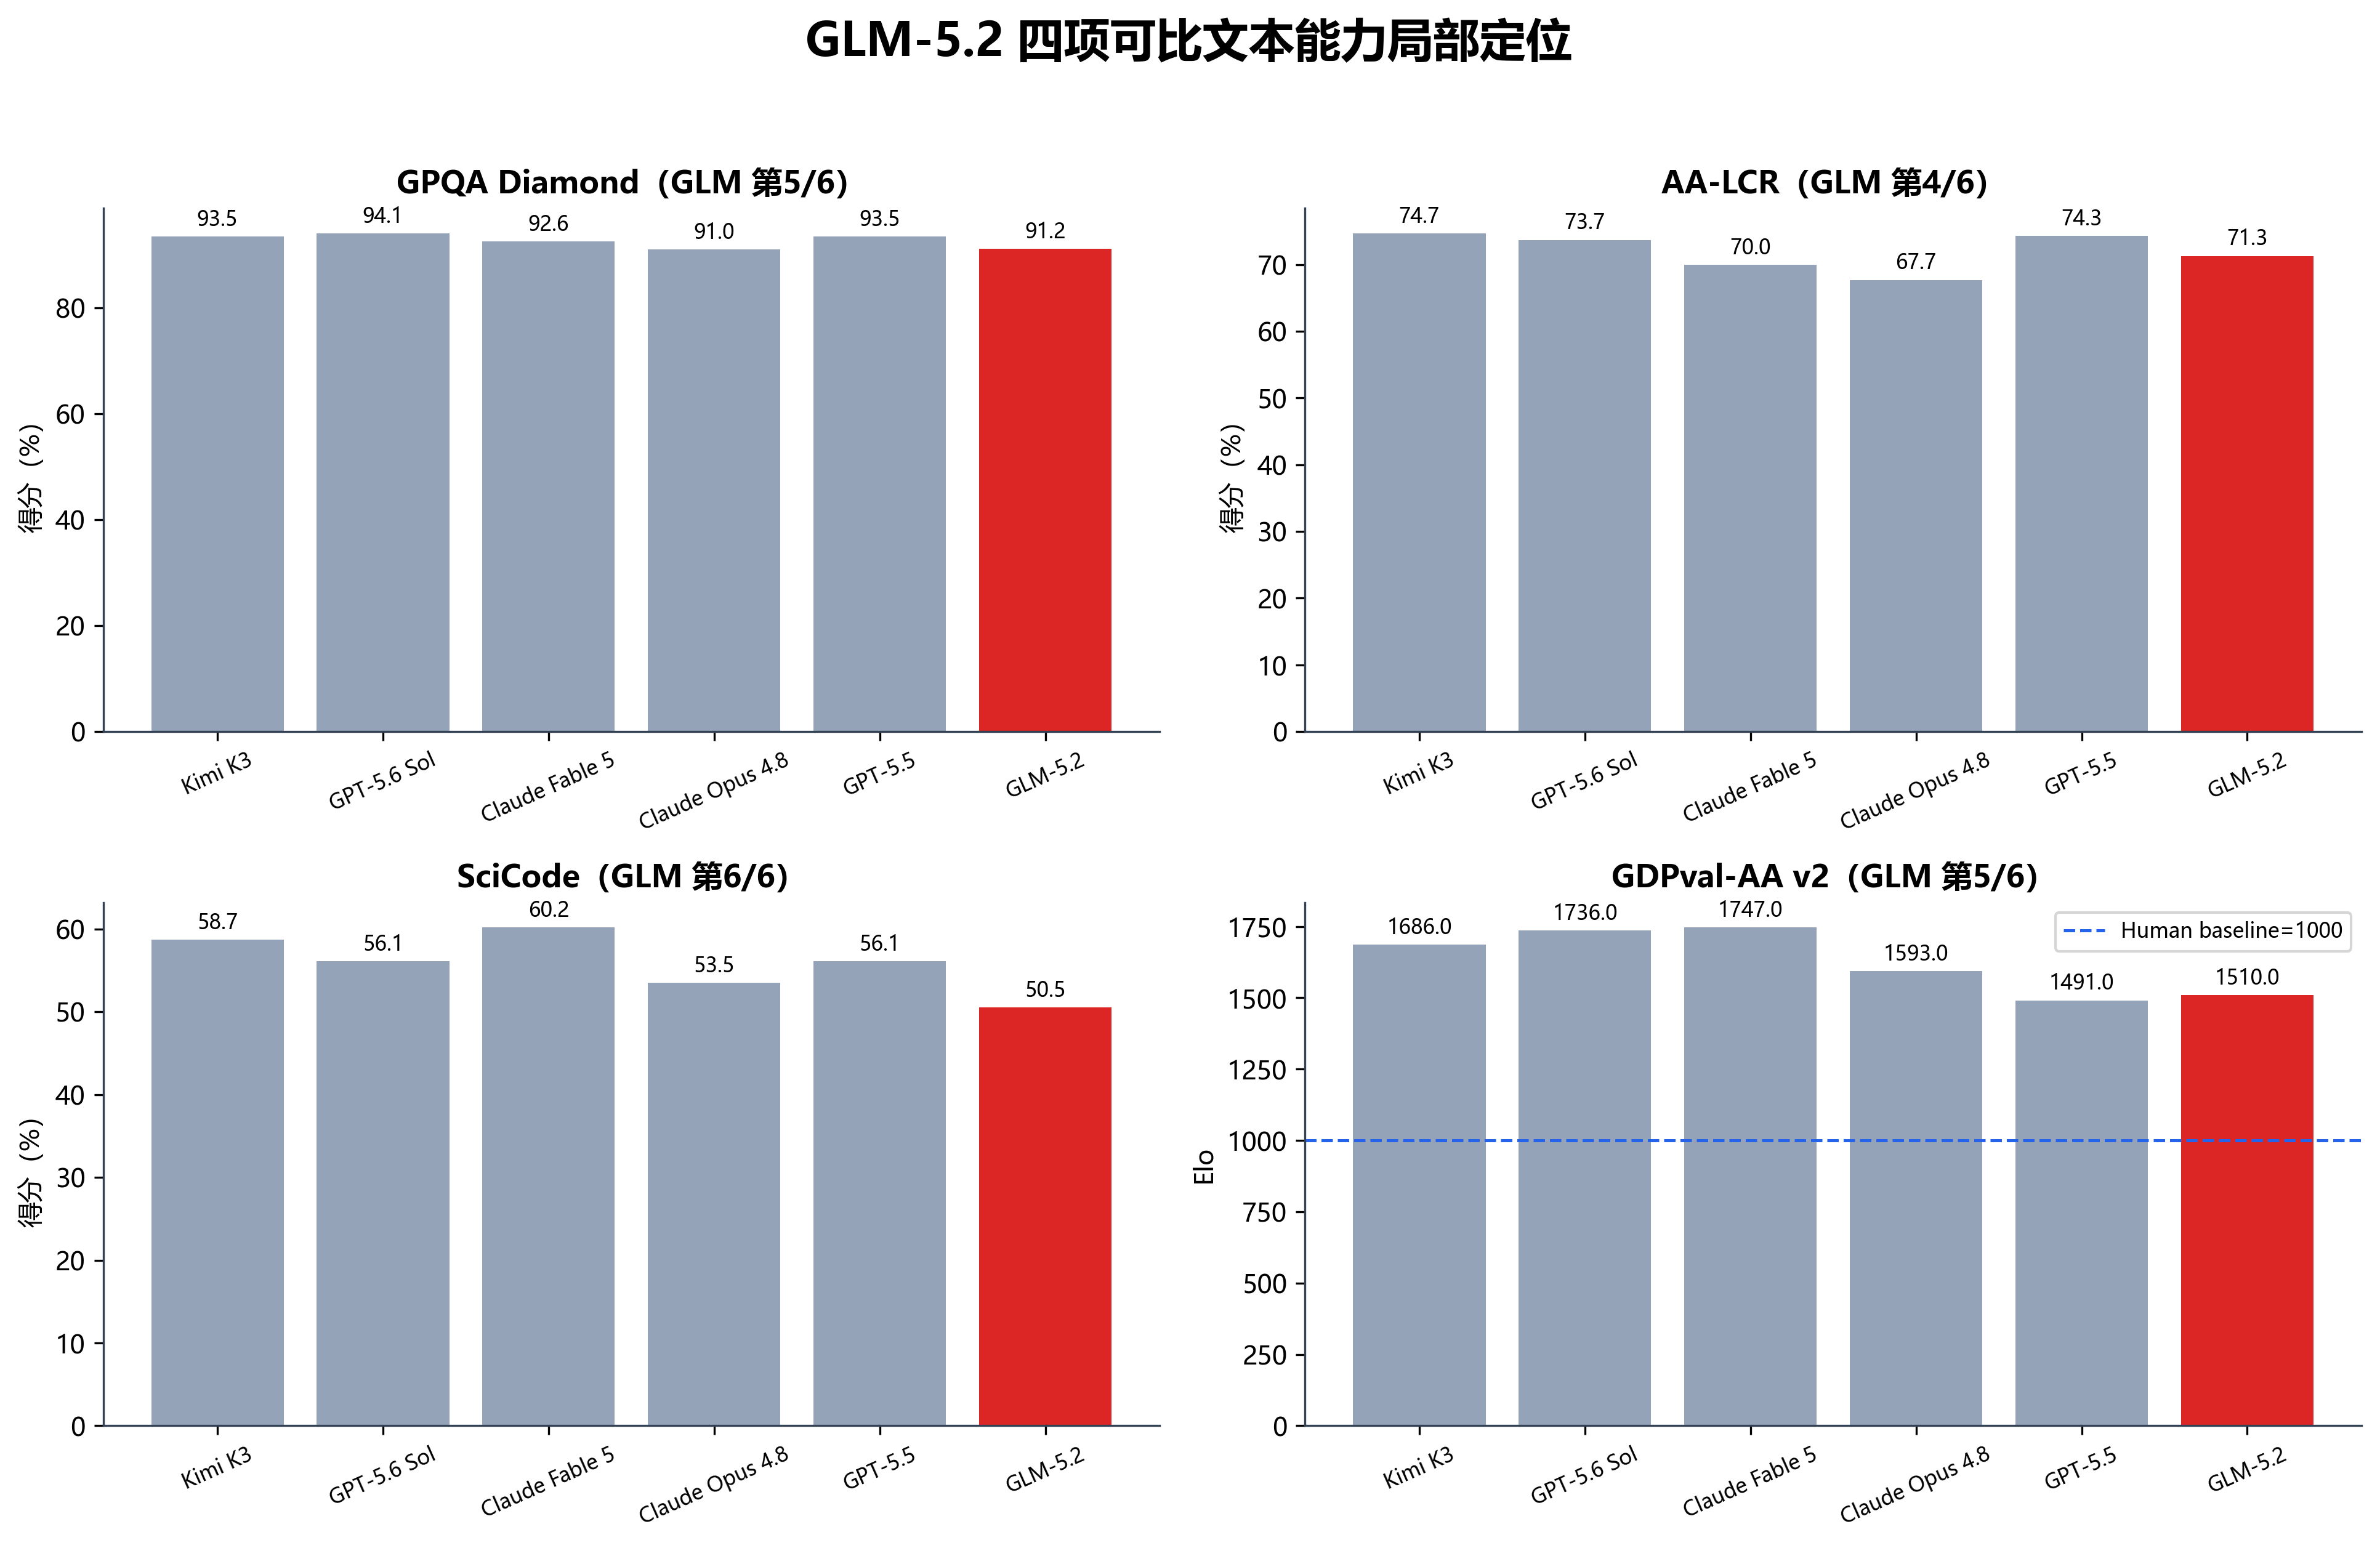 GLM-5.2 四项可比文本能力局部定位
GPQA Diamond（GLM 第5/6）
得分（%）
80
60
40
20
0
93.5
94.1
92.6
91.0
93.5
91.2
Kimi K3
GPT-5.6 Sol
Claude Fable 5
Claude Opus 4.8
GPT-5.5
GLM-5.2
AA-LCR（GLM 第4/6）
得分（%）
70
60
50
40
30
20
10
0
74.7
73.7
70.0
67.7
74.3
71.3
Kimi K3
GPT-5.6 Sol
Claude Fable 5
Claude Opus 4.8
GPT-5.5
GLM-5.2
SciCode（GLM 第6/6）
得分（%）
60
50
40
30
20
10
0
58.7
56.1
60.2
53.5
56.1
50.5
Kimi K3
GPT-5.6 Sol
Claude Fable 5
Claude Opus 4.8
GPT-5.5
GLM-5.2
GDPval-AA v2（GLM 第5/6）
Elo
1750
1500
1250
1000
750
500
250
0
1686.0
1736.0
1747.0
1593.0
1491.0
1510.0
Human baseline=1000
Kimi K3
GPT-5.6 Sol
Claude Fable 5
Claude Opus 4.8
GPT-5.5
GLM-5.2